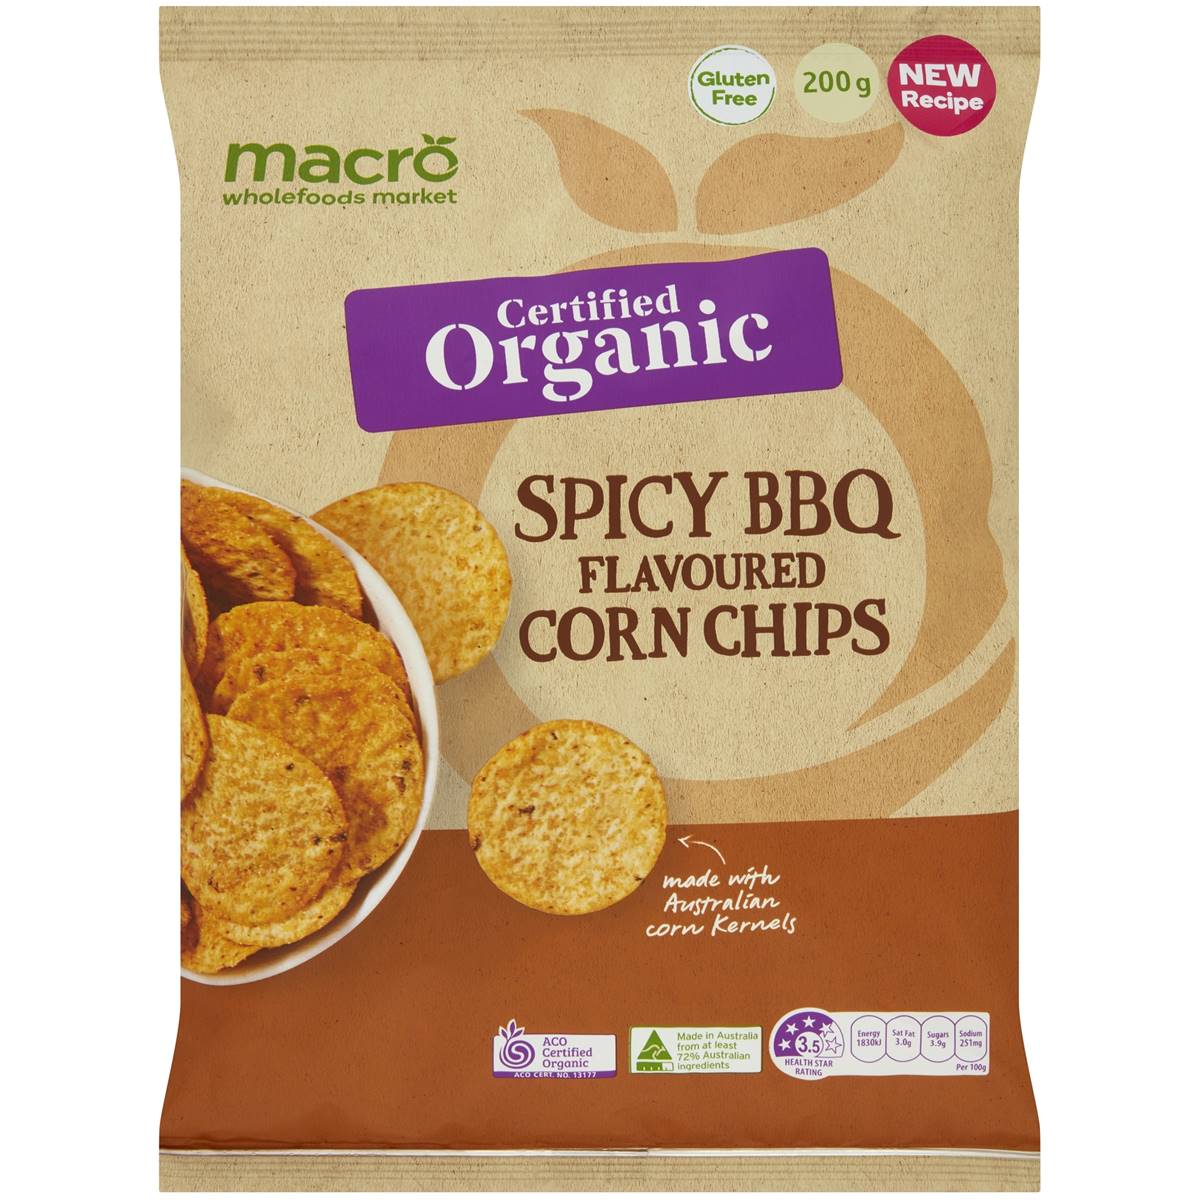 Gluten
Free
200g
NEW
Recipe
macro
wholefoods market
Certified
Organic
SPICY BBQ
FLAVOURED
CORN CHIPS
made with
Australian
corn Kernels
ACO
Certified
Organic
ACO CERT. NO. 13177
Made in Australia
from at least
72% Australian
ingredients
3.5
HEALTH STAR
RATING
Energy
1830kJ
Sat Fat
3.0g
Sugars
3.9g
Sodium
251mg
Per 100g